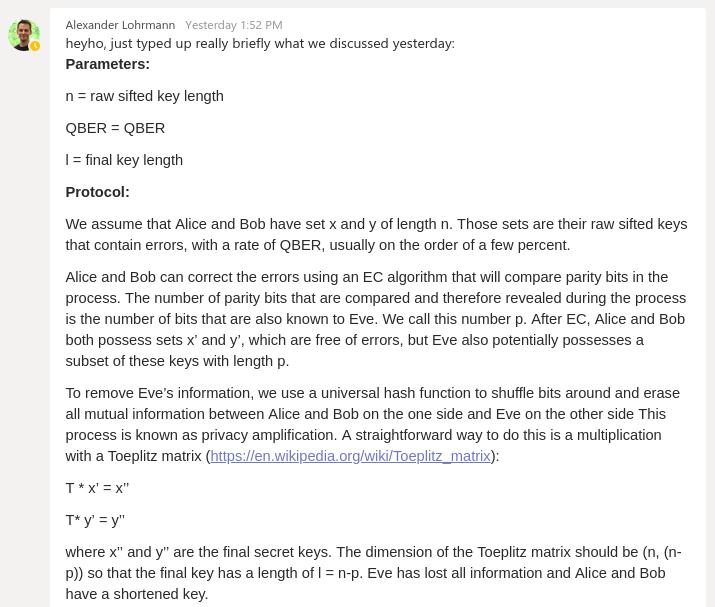 Alexander Lohrmann Yesterday 1:52 PM
heyho, just typed up really briefly what we discussed yesterday:
Parameters:
n = raw sifted key length
QBER = QBER
l = final key length
Protocol:
We assume that Alice and Bob have set x and y of length n. Those sets are their raw sifted keys
that contain errors, with a rate of QBER, usually on the order of a few percent.
Alice and Bob can correct the errors using an EC algorithm that will compare parity bits in the
process. The number of parity bits that are compared and therefore revealed during the process
is the number of bits that are also known to Eve. We call this number p. After EC, Alice and Bob
both possess sets x’ and y’, which are free of errors, but Eve also potentially possesses a
subset of these keys with length p.
To remove Eve’s information, we use a universal hash function to shuffle bits around and erase
all mutual information between Alice and Bob on the one side and Eve on the other side This
process is known as privacy amplification. A straightforward way to do this is a multiplication
with a Toeplitz matrix (https://en.wikipedia.org/wiki/Toeplitz_matrix):
T * x’ = x’’
T* y’ = y’’
where x’’ and y’’ are the final secret keys. The dimension of the Toeplitz matrix should be (n, (n-
p)) so that the final key has a length of l = n-p. Eve has lost all information and Alice and Bob
have a shortened key.